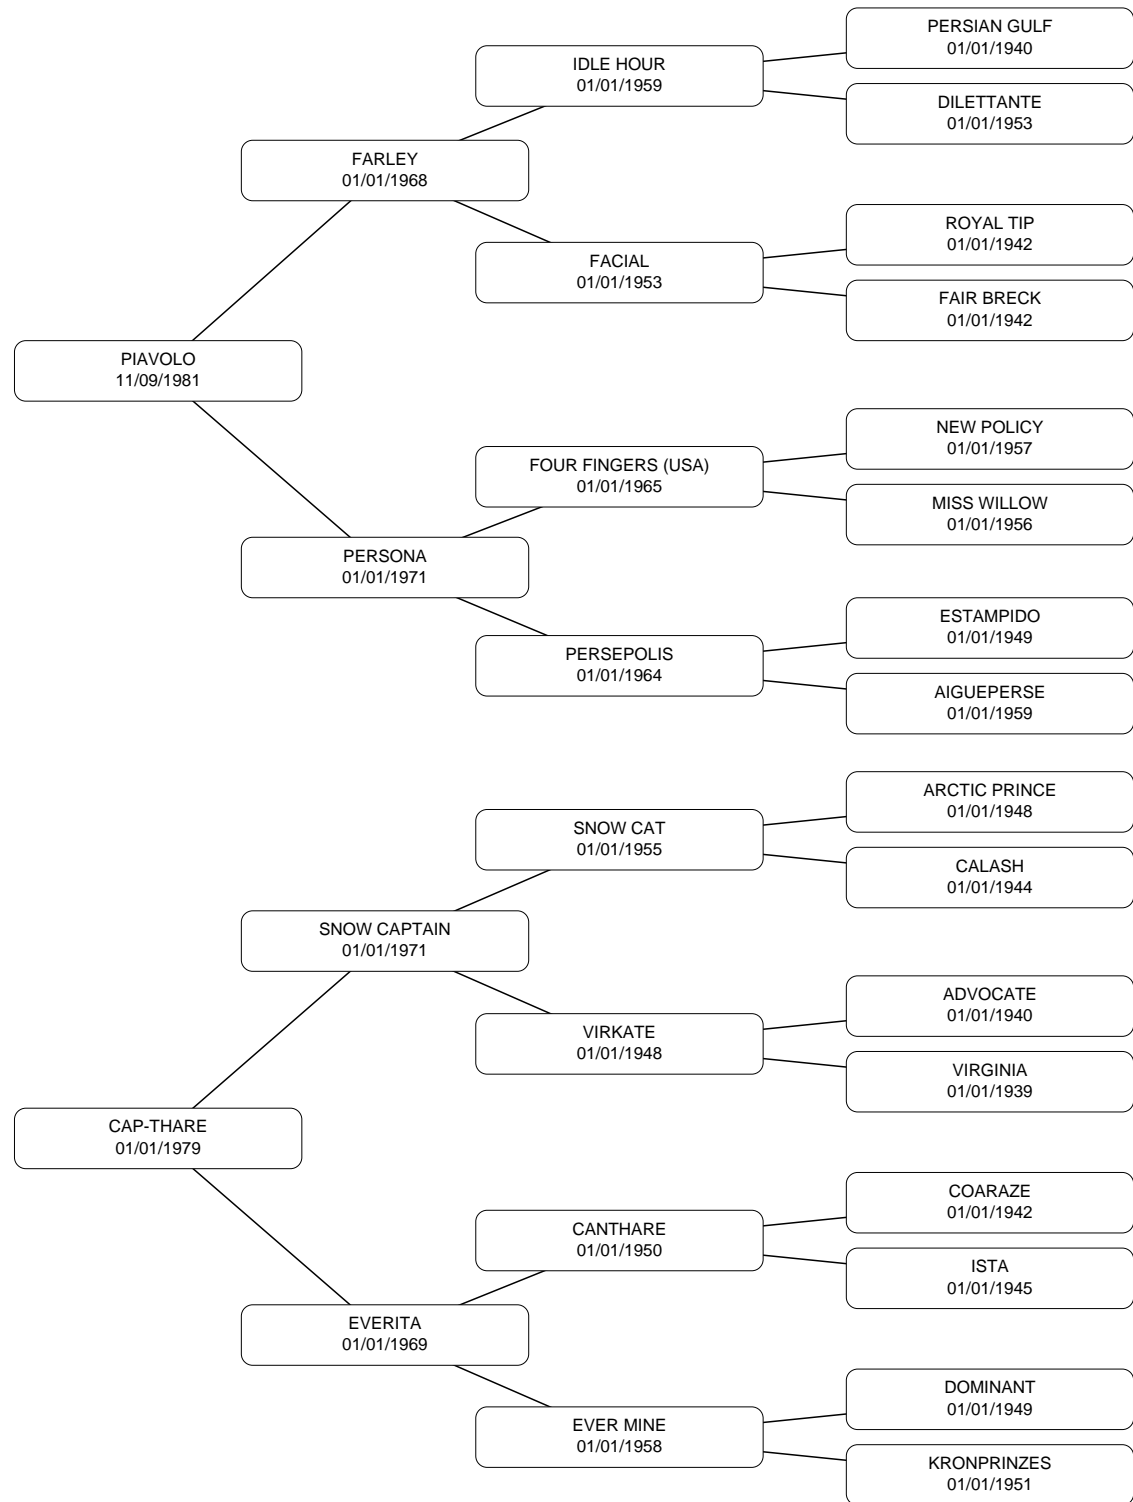 PERSIAN GULF
01/01/1940
IDLE HOUR
01/01/1959
DILETTANTE
01/01/1953
FARLEY
01/01/1968
ROYAL TIP
01/01/1942
FACIAL
01/01/1953
FAIR BRECK
01/01/1942
PIAVOLO
11/09/1981
NEW POLICY
01/01/1957
FOUR FINGERS (USA)
01/01/1965
MISS WILLOW
01/01/1956
PERSONA
01/01/1971
ESTAMPIDO
01/01/1949
PERSEPOLIS
01/01/1964
AIGUEPERSE
01/01/1959
ARCTIC PRINCE
01/01/1948
SNOW CAT
01/01/1955
CALASH
01/01/1944
SNOW CAPTAIN
01/01/1971
ADVOCATE
01/01/1940
VIRKATE
01/01/1948
VIRGINIA
01/01/1939
CAP-THARE
01/01/1979
COARAZE
01/01/1942
CANTHARE
01/01/1950
ISTA
01/01/1945
EVERITA
01/01/1969
DOMINANT
01/01/1949
EVER MINE
01/01/1958
KRONPRINZES
01/01/1951